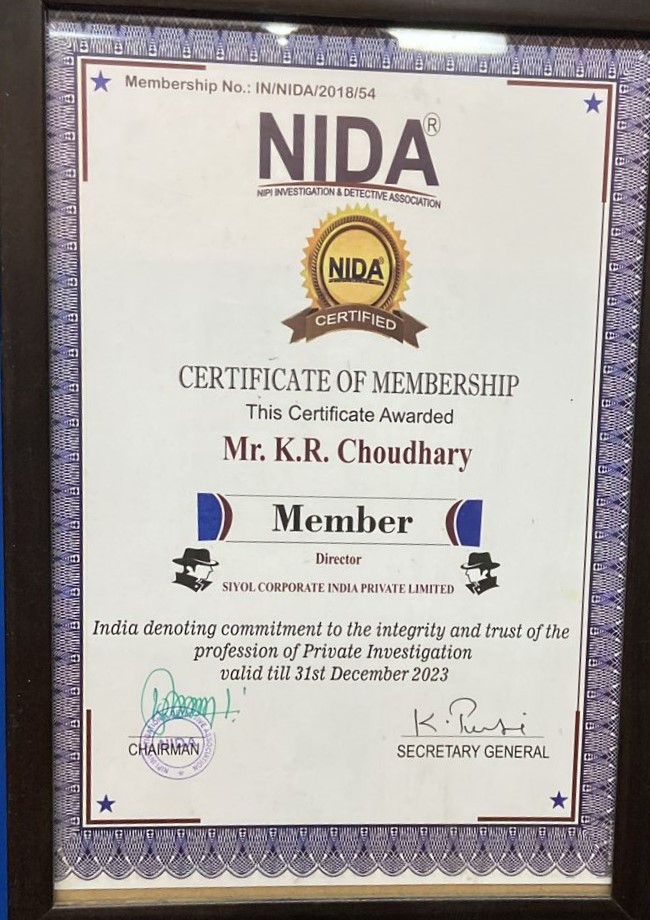 Membership No.: IN/NIDA/2018/54
NIDA®
NIPI INVESTIGATION & DETECTIVE ASSOCIATION
NIDA®
CERTIFIED
CERTIFICATE OF MEMBERSHIP
This Certificate Awarded
Mr. K.R. Choudhary
Member
Director
SIYOL CORPORATE INDIA PRIVATE LIMITED
India denoting commitment to the integrity and trust of the
profession of Private Investigation
valid till 31st December 2023
CHAIRMAN
NIDA
SECRETARY GENERAL